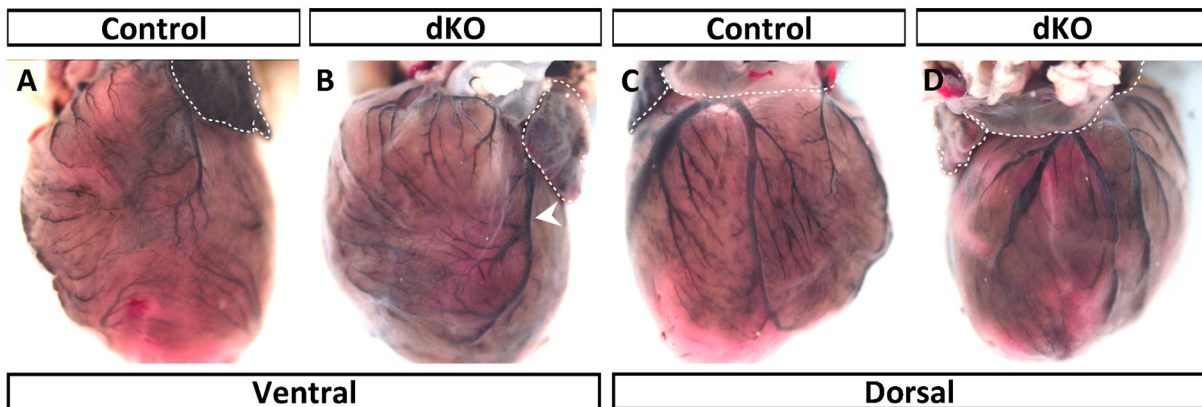 Control
dKO
Control
dKO
A
B
C
D
Ventral
Dorsal